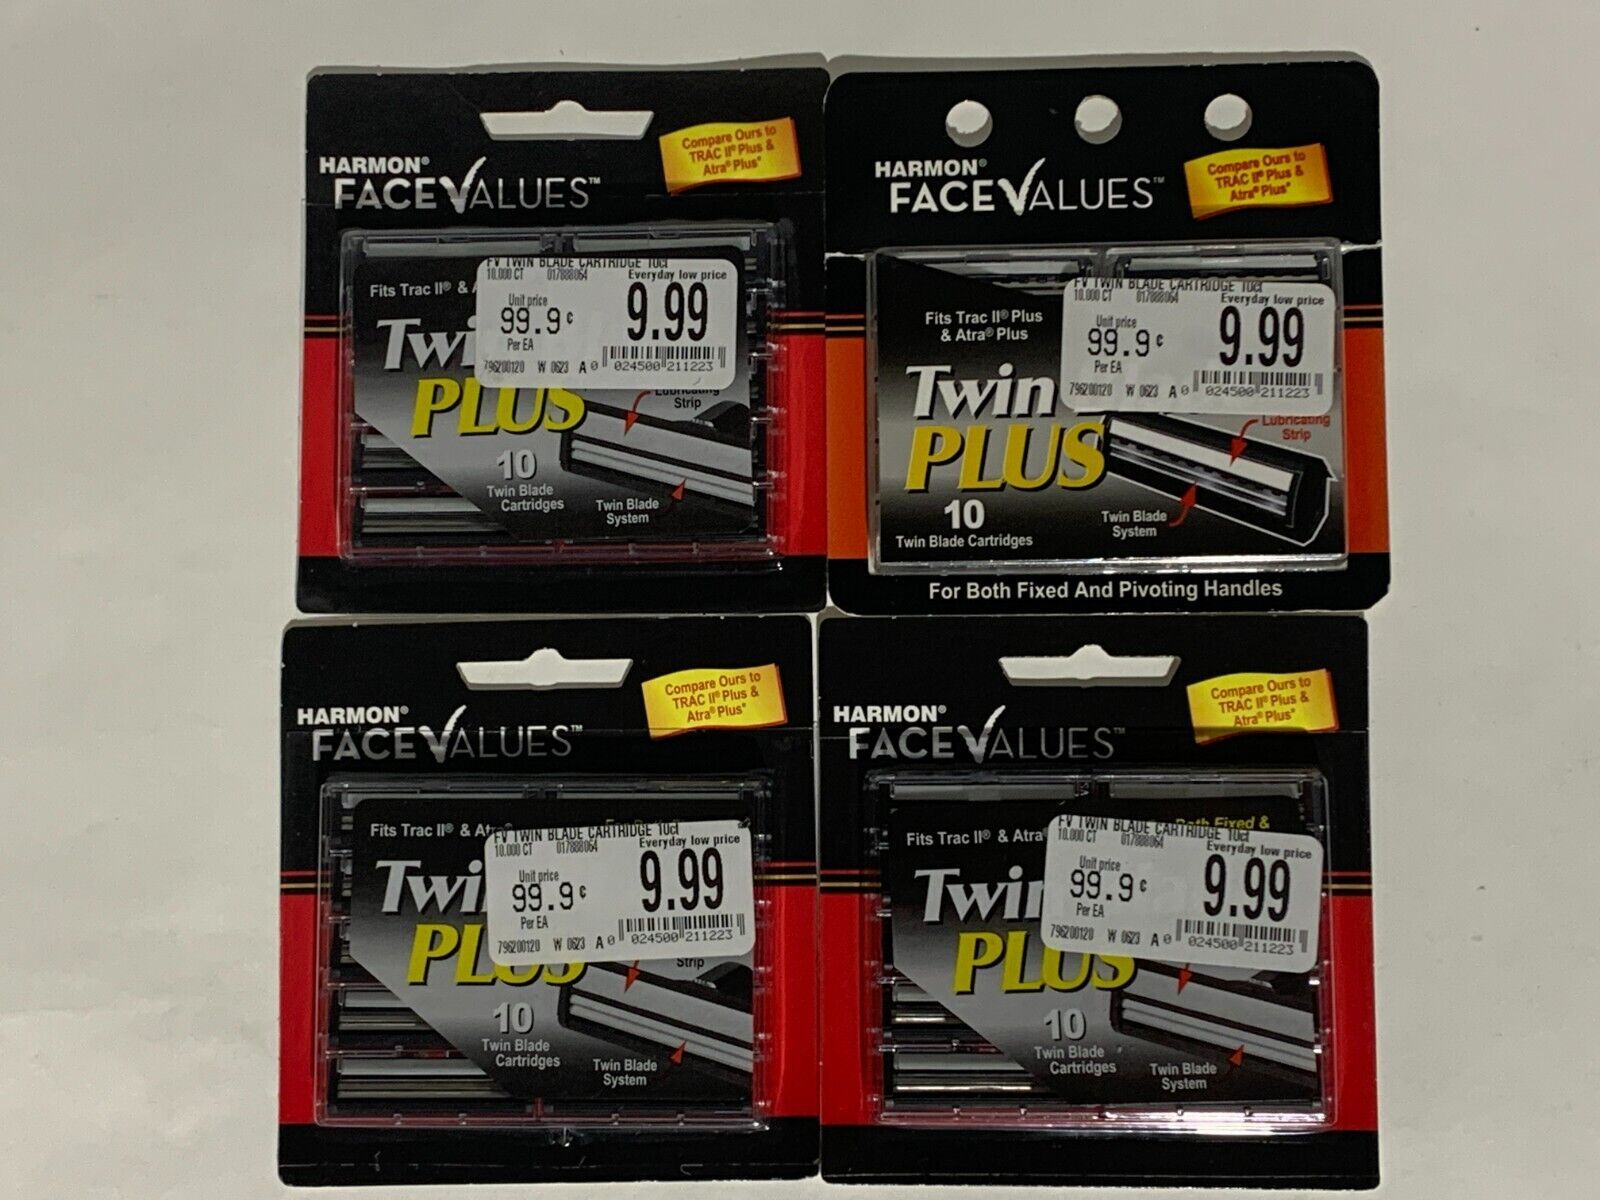 HARMON®
FACEVALUES™
Compare Ours to
TRAC II® Plus &
Atra® Plus*
FV TWIN BLADE CARTRIDGE 10ct
10.000 CT 017888064
Everyday low price
Unit price
99.9¢
9.99
Per EA
796200120 W 0623 A 0 024500 211223
Fits Trac II® &
Twi
PLUS
Lubricating
Strip
10
Twin Blade
Cartridges
Twin Blade
System
HARMON®
FACEVALUES™
Compare Ours to
TRAC II® Plus &
Atra® Plus*
FV TWIN BLADE CARTRIDGE 10ct
10.000 CT 017888064
Everyday low price
Unit price
99.9¢
9.99
Per EA
796200120 W 0623 A 0 024500 211223
Fits Trac II® Plus
& Atra® Plus
Twin
PLUS
Lubricating
Strip
10
Twin Blade Cartridges
Twin Blade
System
For Both Fixed And Pivoting Handles
HARMON®
FACEVALUES™
Compare Ours to
TRAC II® Plus &
Atra® Plus*
FV TWIN BLADE CARTRIDGE 10ct
10.000 CT 017888064
Everyday low price
Unit price
99.9¢
9.99
Per EA
796200120 W 0623 A 0 024500 211223
Fits Trac II® & Atra®
Twi
PLUS
Strip
10
Twin Blade
Cartridges
Twin Blade
System
HARMON®
FACEVALUES™
Compare Ours to
TRAC II® Plus &
Atra® Plus*
Both Fixed &
FV TWIN BLADE CARTRIDGE 10ct
10.000 CT 017888064
Everyday low price
Unit price
99.9¢
9.99
Per EA
796200120 W 0623 A 0 024500 211223
Fits Trac II® & Atra
Twin
PLUS
10
Twin Blade
Cartridges
Twin Blade
System